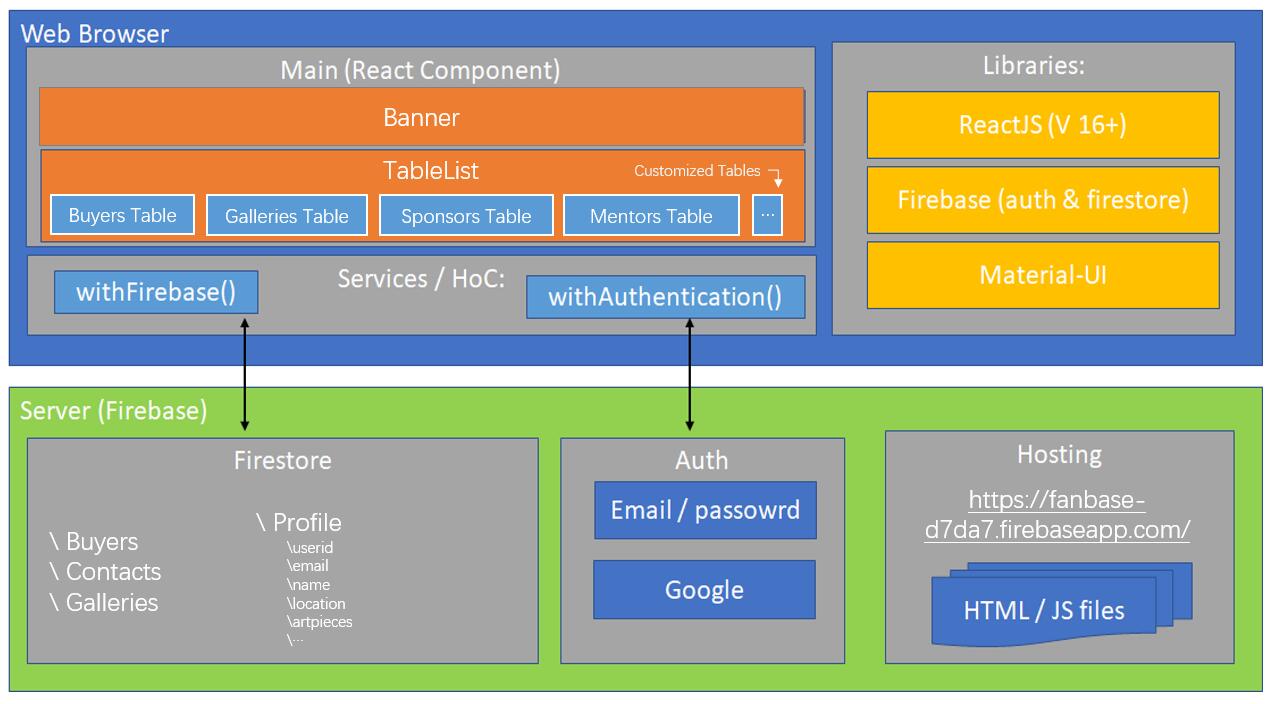 Web Browser
Main (React Component)
Banner
TableList
Customized Tables
Buyers Table
Galleries Table
Sponsors Table
Mentors Table
...
Services / HoC:
withFirebase()
withAuthentication()
Libraries:
ReactJS (V 16+)
Firebase (auth & firestore)
Material-UI
Server (Firebase)
Firestore
\ Buyers
\ Contacts
\ Galleries
\ Profile
\userid
\email
\name
\location
\artpieces
\...
Auth
Email / passowrd
Google
Hosting
https://fanbase-
d7da7.firebaseapp.com/
HTML / JS files